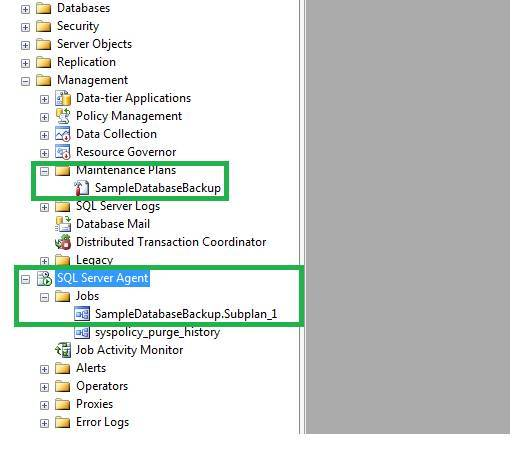 Databases
Security
Server Objects
Replication
Management
Data-tier Applications
Policy Management
Data Collection
Resource Governor
Maintenance Plans
SampleDatabaseBackup
SQL Server Logs
Database Mail
Distributed Transaction Coordinator
Legacy
SQL Server Agent
Jobs
SampleDatabaseBackup.Subplan_1
syspolicy_purge_history
Job Activity Monitor
Alerts
Operators
Proxies
Error Logs